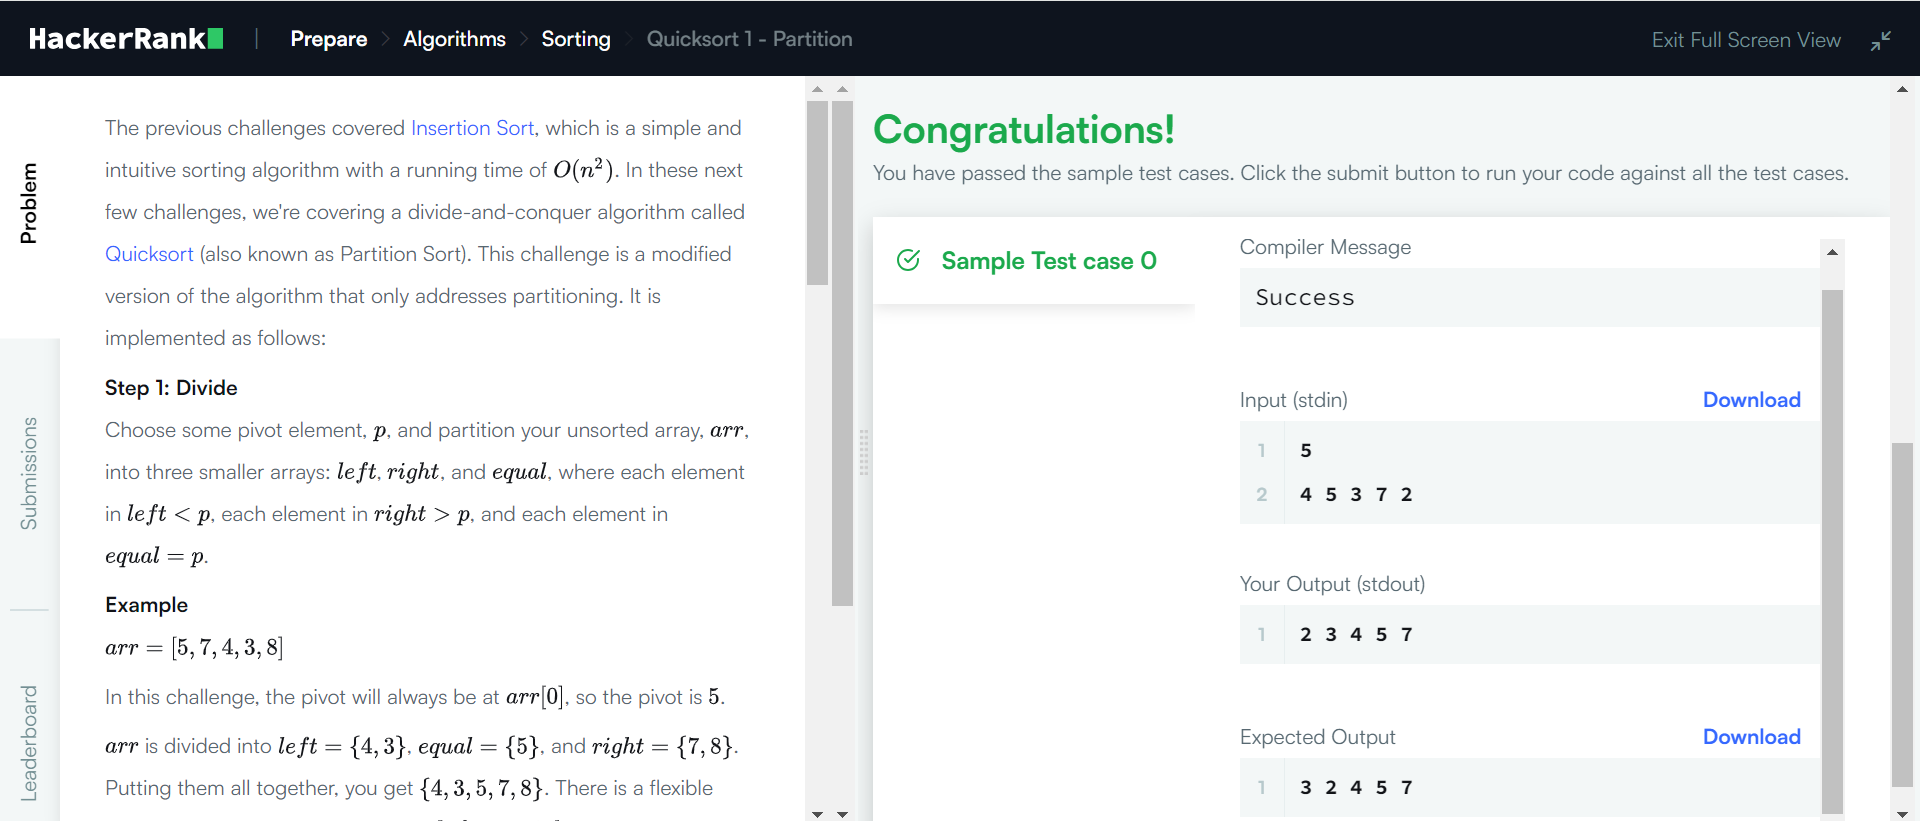 HackerRank | Prepare > Algorithms > Sorting > Quicksort 1 - Partition
Exit Full Screen View
Problem
Submissions
Leaderboard
The previous challenges covered Insertion Sort, which is a simple and
intuitive sorting algorithm with a running time of O(n²). In these next
few challenges, we're covering a divide-and-conquer algorithm called
Quicksort (also known as Partition Sort). This challenge is a modified
version of the algorithm that only addresses partitioning. It is
implemented as follows:
Step 1: Divide
Choose some pivot element, p, and partition your unsorted array, arr,
into three smaller arrays: left, right, and equal, where each element
in left < p, each element in right > p, and each element in
equal = p.
Example
arr = [5, 7, 4, 3, 8]
In this challenge, the pivot will always be at arr[0], so the pivot is 5.
arr is divided into left = {4, 3}, equal = {5}, and right = {7, 8}.
Putting them all together, you get {4, 3, 5, 7, 8}. There is a flexible
Congratulations!
You have passed the sample test cases. Click the submit button to run your code against all the test cases.
Sample Test case 0
Compiler Message
Success
Input (stdin)
Download
1 5
2 4 5 3 7 2
Your Output (stdout)
1 2 3 4 5 7
Expected Output
Download
1 3 2 4 5 7